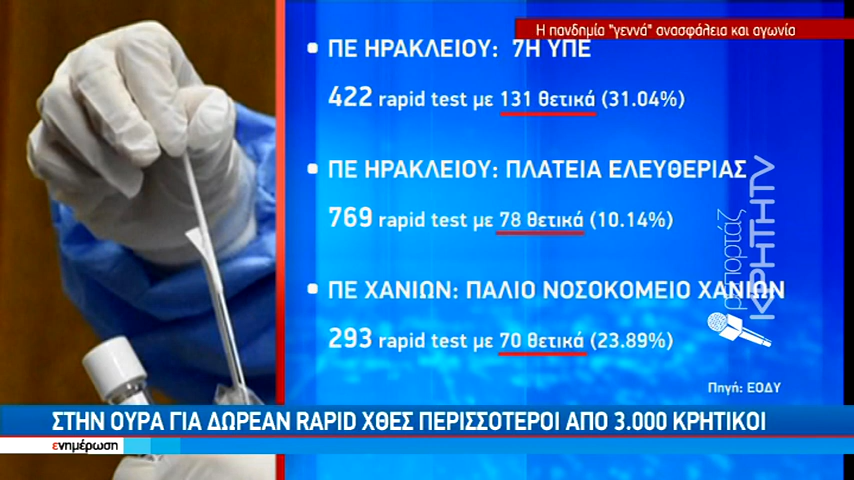 Η πανδημία "γεννά" ανασφάλεια και αγωνία
ΠΕ ΗΡΑΚΛΕΙΟΥ: 7Η ΥΠΕ
422 rapid test με 131 θετικά (31.04%)
ΠΕ ΗΡΑΚΛΕΙΟΥ: ΠΛΑΤΕΙΑ ΕΛΕΥΘΕΡΙΑΣ
769 rapid test με 78 θετικά (10.14%)
ΠΕ ΧΑΝΙΩΝ: ΠΑΛΙΟ ΝΟΣΟΚΟΜΕΙΟ ΧΑΝΙΩΝ
293 rapid test με 70 θετικά (23.89%)
ρεπορτάζ
ΚΡΗΤΗTV
Πηγή: ΕΟΔΥ
ΣΤΗΝ ΟΥΡΑ ΓΙΑ ΔΩΡΕΑΝ RAPID ΧΘΕΣ ΠΕΡΙΣΣΟΤΕΡΟΙ ΑΠΟ 3.000 ΚΡΗΤΙΚΟΙ
ενημέρωση